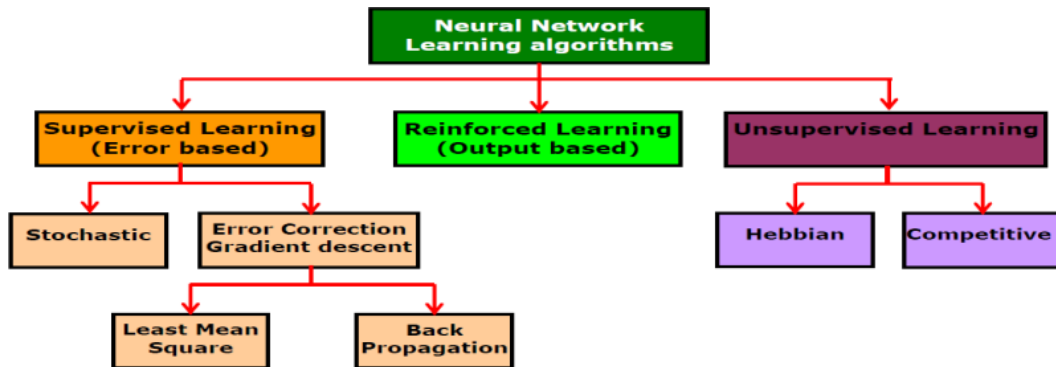 Neural Network
Learning algorithms
Supervised Learning
(Error based)
Reinforced Learning
(Output based)
Unsupervised Learning
Stochastic
Error Correction
Gradient descent
Hebbian
Competitive
Least Mean
Square
Back
Propagation